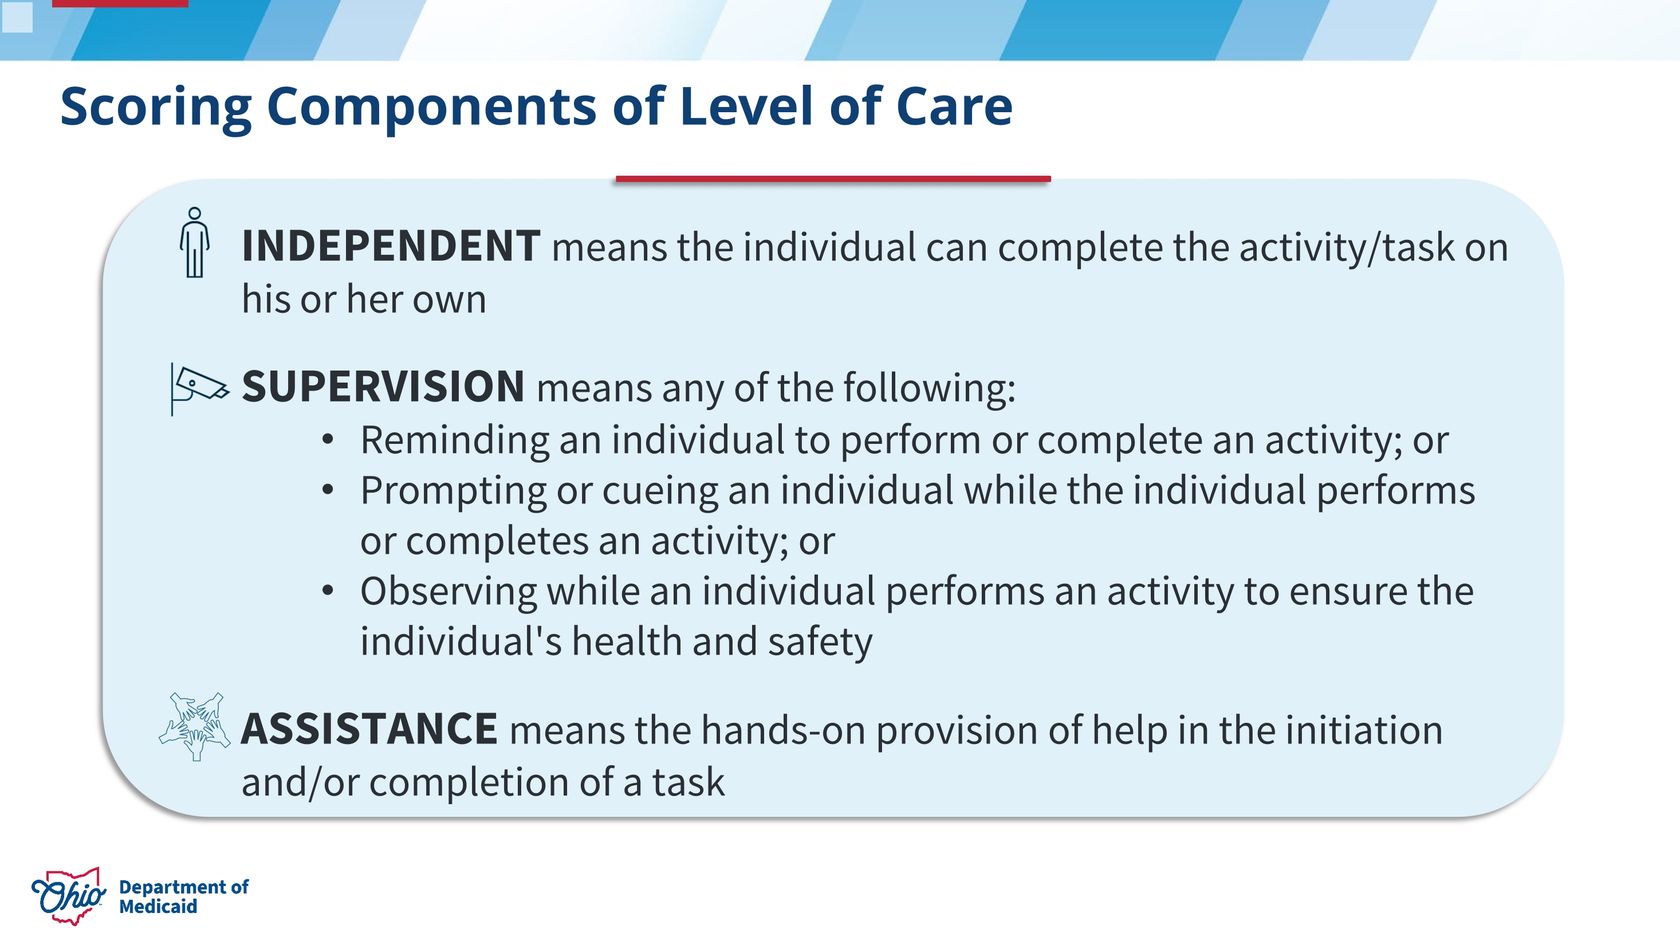 Scoring Components of Level of Care
INDEPENDENT means the individual can complete the activity/task on
his or her own
SUPERVISION means any of the following:
• Reminding an individual to perform or complete an activity; or
• Prompting or cueing an individual while the individual performs
or completes an activity; or
• Observing while an individual performs an activity to ensure the
individual's health and safety
ASSISTANCE means the hands-on provision of help in the initiation
and/or completion of a task
Ohio
Department of
Medicaid